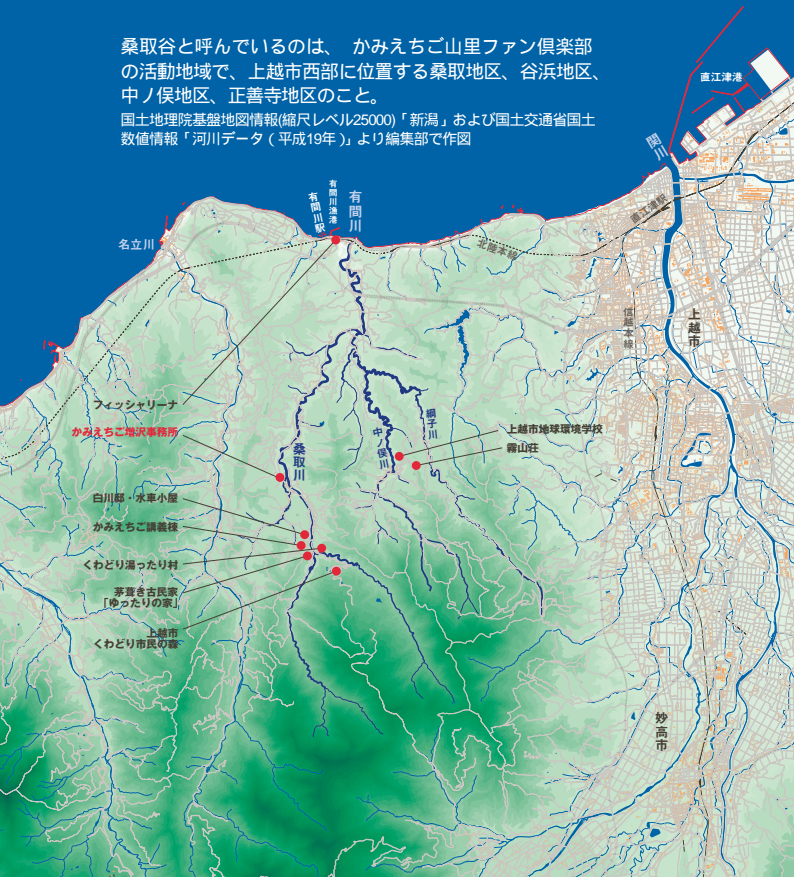 桑取谷と呼んでいるのは、 かみえちご山里ファン倶楽部
の活動地域で、上越市西部に位置する桑取地区、谷浜地区、
中ノ俣地区、正善寺地区のこと。
国土地理院基盤地図情報(縮尺レベル25000)「新潟」および国土交通省国土
数値情報「河川データ(平成19年)」より編集部で作図
直江津港
関川
有間川漁港
有間川駅
有間川
直江津駅
名立川
北陸本線
信越本線
上越市
フィッシャリーナ
かみえちご増沢事務所
桑取川
中ノ俣川
綱子川
上越市地球環境学校
霧山荘
白川邸・水車小屋
かみえちご講義棟
くわどり湯ったり村
茅葺き古民家
「ゆったりの家」
上越市
くわどり市民の森
妙高市